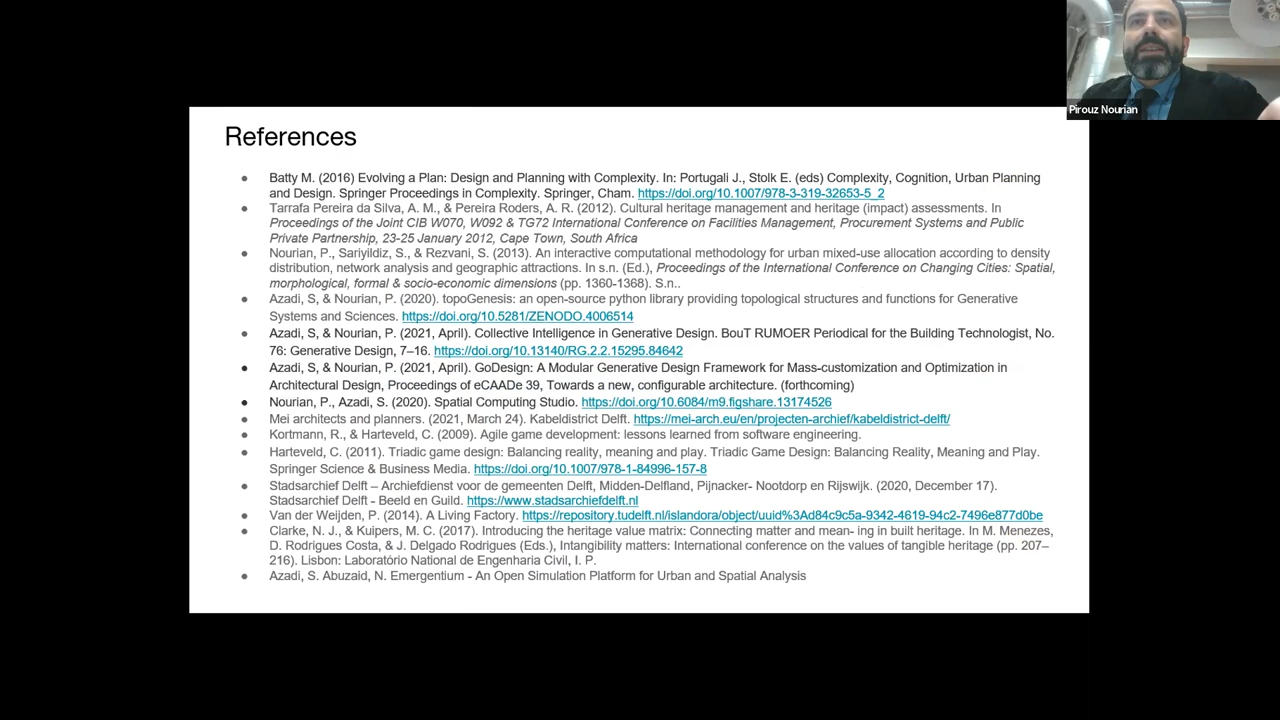 Pirouz Nourian
References
Batty M. (2016) Evolving a Plan: Design and Planning with Complexity. In: Portugali J., Stolk E. (eds) Complexity, Cognition, Urban Planning
and Design. Springer Proceedings in Complexity. Springer, Cham. https://doi.org/10.1007/978-3-319-32653-5_2
Tarrafa Pereira da Silva, A. M., & Pereira Roders, A. R. (2012). Cultural heritage management and heritage (impact) assessments. In
Proceedings of the Joint CIB W070, W092 & TG72 International Conference on Facilities Management, Procurement Systems and Public
Private Partnership, 23-25 January 2012, Cape Town, South Africa
Nourian, P., Sariyildiz, S., & Rezvani, S. (2013). An interactive computational methodology for urban mixed-use allocation according to density
distribution, network analysis and geographic attractions. In s.n. (Ed.), Proceedings of the International Conference on Changing Cities: Spatial,
morphological, formal & socio-economic dimensions (pp. 1360-1368). S.n..
Azadi, S, & Nourian, P. (2020). topoGenesis: an open-source python library providing topological structures and functions for Generative
Systems and Sciences. https://doi.org/10.5281/ZENODO.4006514
Azadi, S, & Nourian, P. (2021, April). Collective Intelligence in Generative Design. BouT RUMOER Periodical for the Building Technologist, No.
76: Generative Design, 7–16. https://doi.org/10.13140/RG.2.2.15295.84642
Azadi, S, & Nourian, P. (2021, April). GoDesign: A Modular Generative Design Framework for Mass-customization and Optimization in
Architectural Design, Proceedings of eCAADe 39, Towards a new, configurable architecture. (forthcoming)
Nourian, P., Azadi, S. (2020). Spatial Computing Studio. https://doi.org/10.6084/m9.figshare.13174526
Mei architects and planners. (2021, March 24). Kabeldistrict Delft. https://mei-arch.eu/en/projecten-archief/kabeldistrict-delft/
Kortmann, R., & Harteveld, C. (2009). Agile game development: lessons learned from software engineering.
Harteveld, C. (2011). Triadic game design: Balancing reality, meaning and play. Triadic Game Design: Balancing Reality, Meaning and Play.
Springer Science & Business Media. https://doi.org/10.1007/978-1-84996-157-8
Stadsarchief Delft – Archiefdienst voor de gemeenten Delft, Midden-Delfland, Pijnacker- Nootdorp en Rijswijk. (2020, December 17).
Stadsarchief Delft - Beeld en Guild. https://www.stadsarchiefdelft.nl
Van der Weijden, P. (2014). A Living Factory. https://repository.tudelft.nl/islandora/object/uuid%3Ad84c9c5a-9342-4619-94c2-7496e877d0be
Clarke, N. J., & Kuipers, M. C. (2017). Introducing the heritage value matrix: Connecting matter and mean- ing in built heritage. In M. Menezes,
D. Rodrigues Costa, & J. Delgado Rodrigues (Eds.), Intangibility matters: International conference on the values of tangible heritage (pp. 207–
216). Lisbon: Laboratório National de Engenharia Civil, I. P.
Azadi, S. Abuzaid, N. Emergentium - An Open Simulation Platform for Urban and Spatial Analysis